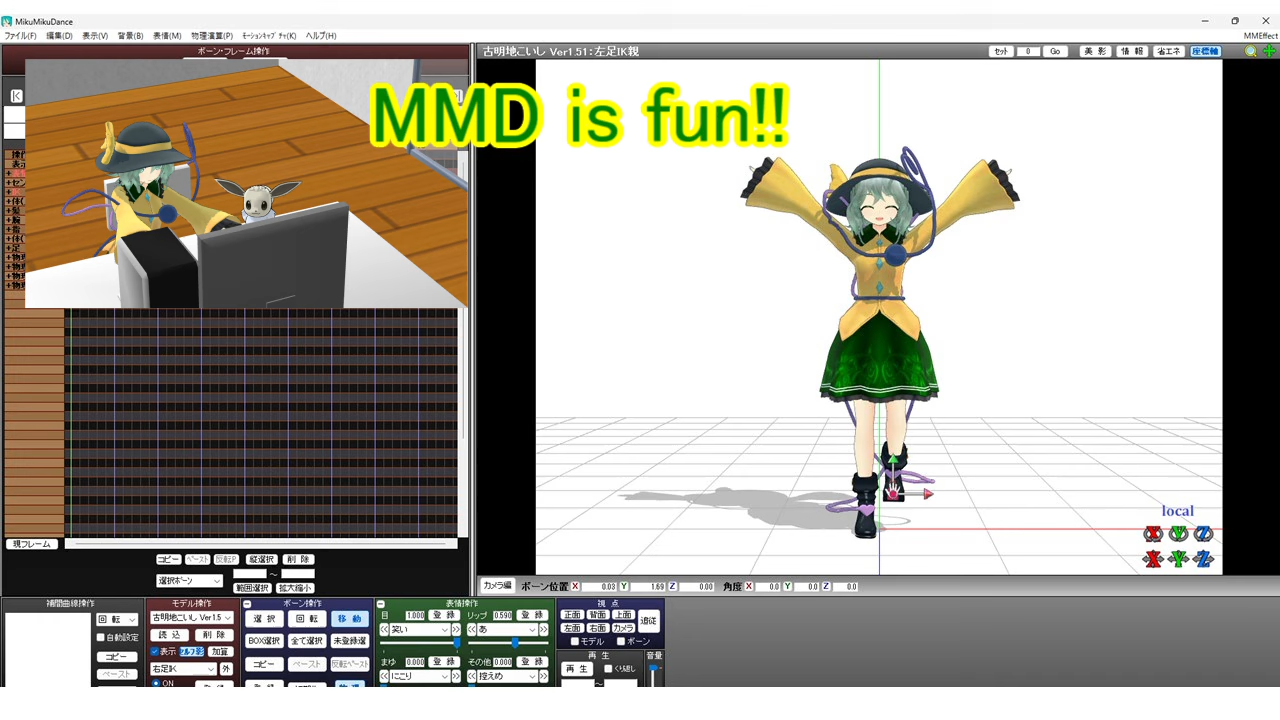 MikuMikuDance
ファイル(F) 編集(D) 表示(V) 背景(B) 表情(M) 物理演算(P) モーションキャプチャ(K) ヘルプ(H)
MMEffect
ボーン・フレーム操作
古明地こいし Ver1.51:左足IK親
セット 0 Go 美 影 情 報 省エネ 座標軸
MMD is fun!!
local
X Y Z
X Y Z
現フレーム
コピー ペースト 反転P 縦選択 削 除
選択ボーン ~ 範囲選択 拡大縮小
カメラ編 ボーン位置 X 0.03 Y 1.69 Z 0.00 角度 X 0.0 Y 0.0 Z 0.0
補間曲線操作
回 転
自動設定
コピー
ペースト
モデル操作
古明地こいし Ver1.5
読 込 削 除
表示 セルフ影 加算
右足IK 外
ON
ボーン操作
選 択 回 転 移 動
BOX選択 全て選択 未登録選
コピー ペースト 反転ペースト
表情操作
目 1.000 登 録 リップ 0.590 登 録
笑い あ
まゆ 0.000 登 録 その他 0.000 登 録
にこり 控えめ
視 点
正面 背面 上面 追従
左面 右面 カメラ
モデル ボーン
再 生 音量
再 生 くり返し
~